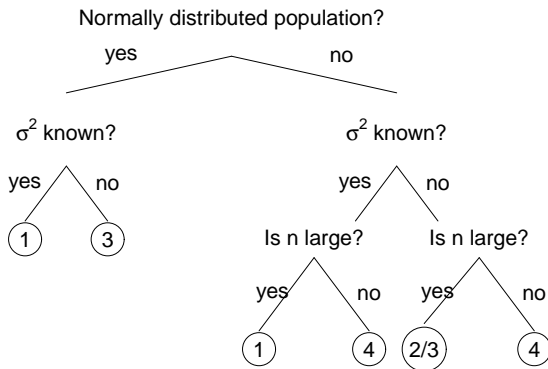 Normally distributed population?
yes no
σ² known? σ² known?
yes no yes no
1 3 Is n large? Is n large?
yes no yes no
1 4 2/3 4